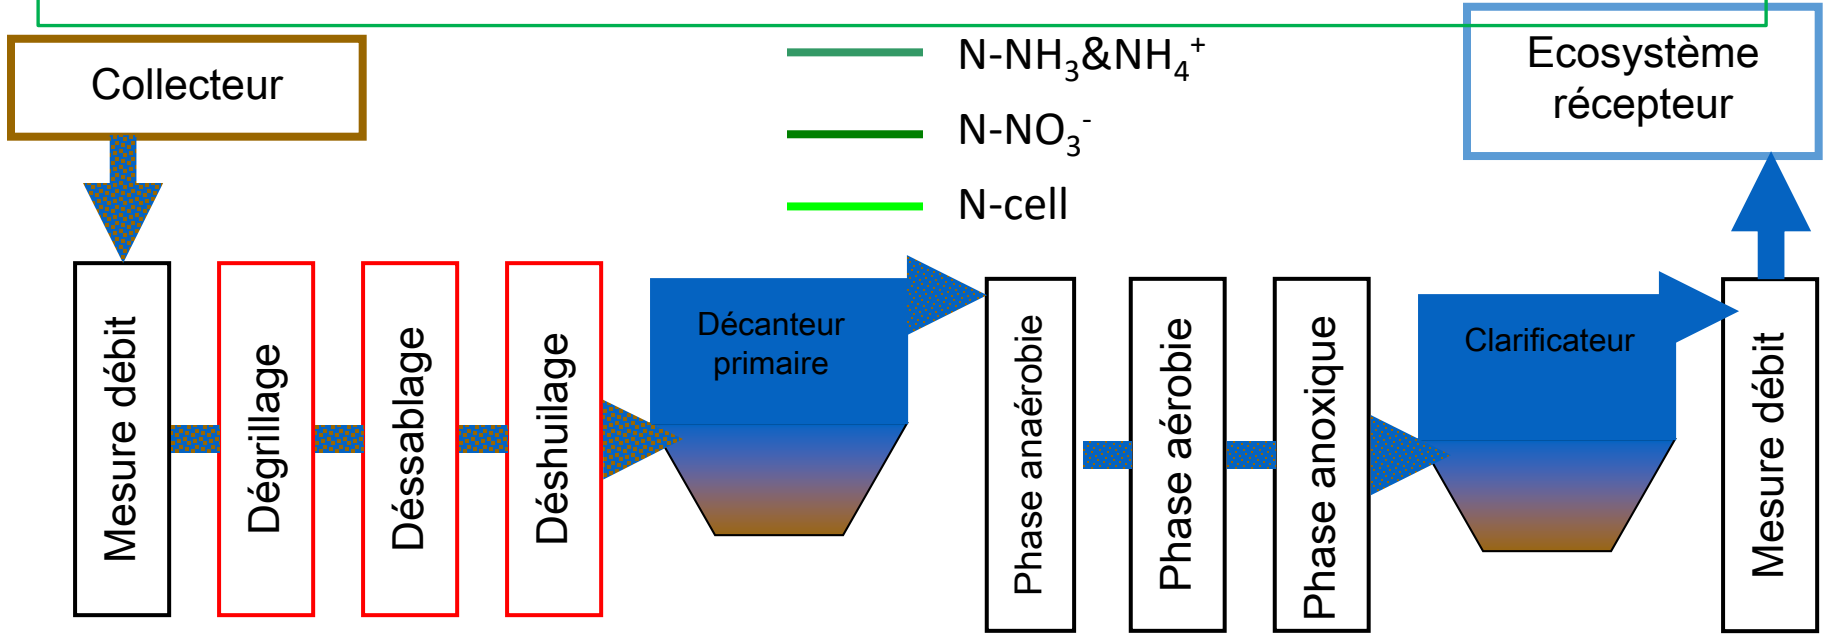 Collecteur
N-NH₃&NH₄⁺
N-NO₃⁻
N-cell
Ecosystème
récepteur
Mesure débit
Dégrillage
Déssablage
Déshuilage
Décanteur
primaire
Phase anaérobie
Phase aérobie
Phase anoxique
Clarificateur
Mesure débit